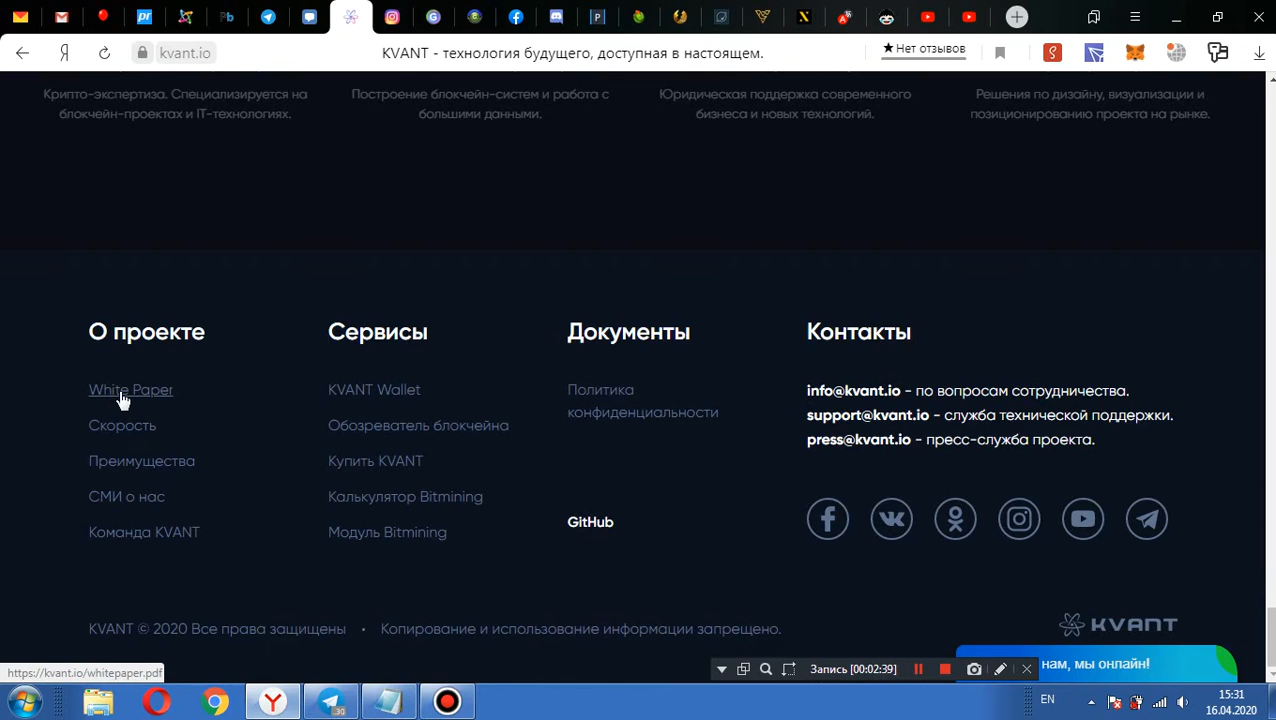 kvant.io
KVANT - технология будущего, доступная в настоящем.
★Нет отзывов
Крипто-экспертиза. Специализируется на
блокчейн-проектах и IT-технологиях.
Построение блокчейн-систем и работа с
большими данными.
Юридическая поддержка современного
бизнеса и новых технологий.
Решения по дизайну, визуализации и
позиционированию проекта на рынке.
О проекте
White Paper
Скорость
Преимущества
СМИ о нас
Команда KVANT
Сервисы
KVANT Wallet
Обозреватель блокчейна
Купить KVANT
Калькулятор Bitmining
Модуль Bitmining
Документы
Политика
конфиденциальности
GitHub
Контакты
info@kvant.io - по вопросам сотрудничества.
support@kvant.io - служба технической поддержки.
press@kvant.io - пресс-служба проекта.
KVANT © 2020 Все права защищены • Копирование и использование информации запрещено.
KVANT
нам, мы онлайн!
https://kvant.io/whitepaper.pdf
Запись [00:02:39]
30
EN
15:31
16.04.2020